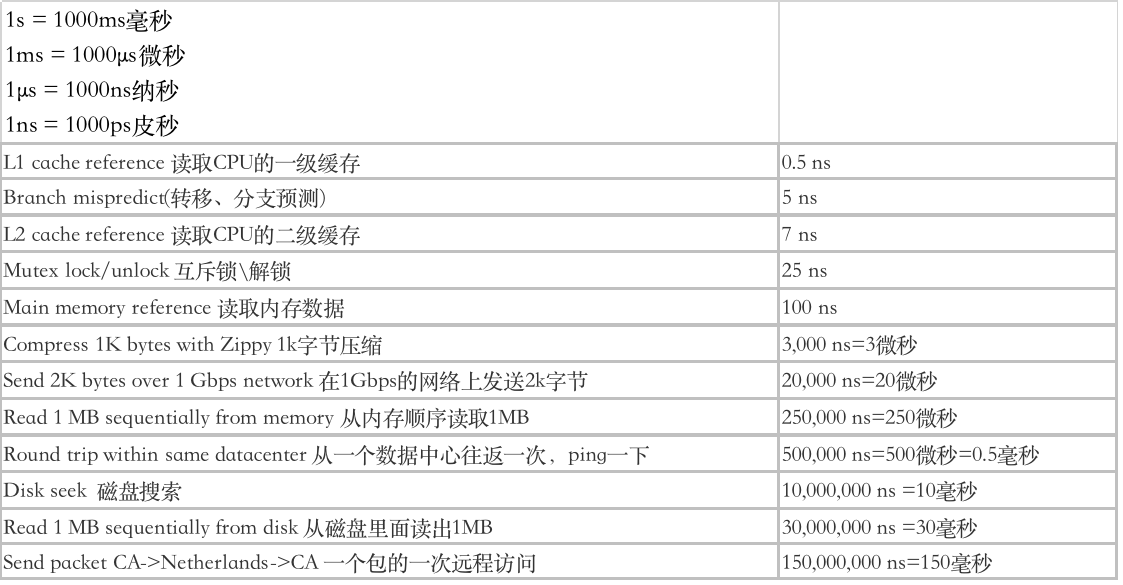 1s = 1000ms毫秒
1ms = 1000μs微秒
1μs = 1000ns纳秒
1ns = 1000ps皮秒
L1 cache reference 读取CPU的一级缓存 0.5 ns
Branch mispredict(转移、分支预测) 5 ns
L2 cache reference 读取CPU的二级缓存 7 ns
Mutex lock/unlock 互斥锁\解锁 25 ns
Main memory reference 读取内存数据 100 ns
Compress 1K bytes with Zippy 1k字节压缩 3,000 ns=3微秒
Send 2K bytes over 1 Gbps network 在1Gbps的网络上发送2k字节 20,000 ns=20微秒
Read 1 MB sequentially from memory 从内存顺序读取1MB 250,000 ns=250微秒
Round trip within same datacenter 从一个数据中心往返一次，ping一下 500,000 ns=500微秒=0.5毫秒
Disk seek 磁盘搜索 10,000,000 ns =10毫秒
Read 1 MB sequentially from disk 从磁盘里面读出1MB 30,000,000 ns =30毫秒
Send packet CA->Netherlands->CA 一个包的一次远程访问 150,000,000 ns=150毫秒